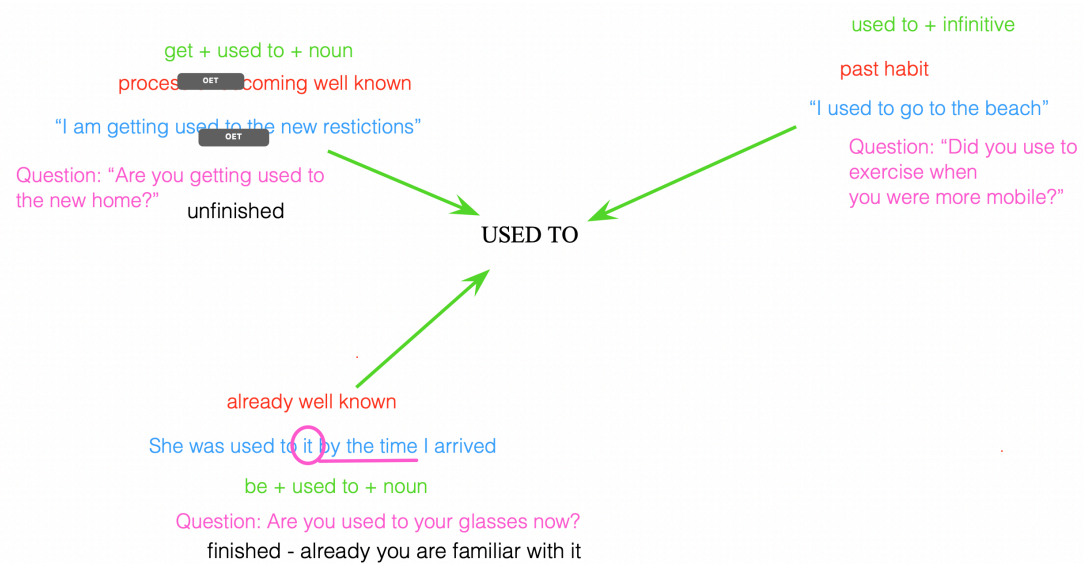 get + used to + noun
proces OET coming well known
“I am getting used to the new restictions”
OET
Question: “Are you getting used to
the new home?”
unfinished
used to + infinitive
past habit
“I used to go to the beach”
Question: “Did you use to
exercise when
you were more mobile?”
USED TO
already well known
She was used to it by the time I arrived
be + used to + noun
Question: Are you used to your glasses now?
finished - already you are familiar with it